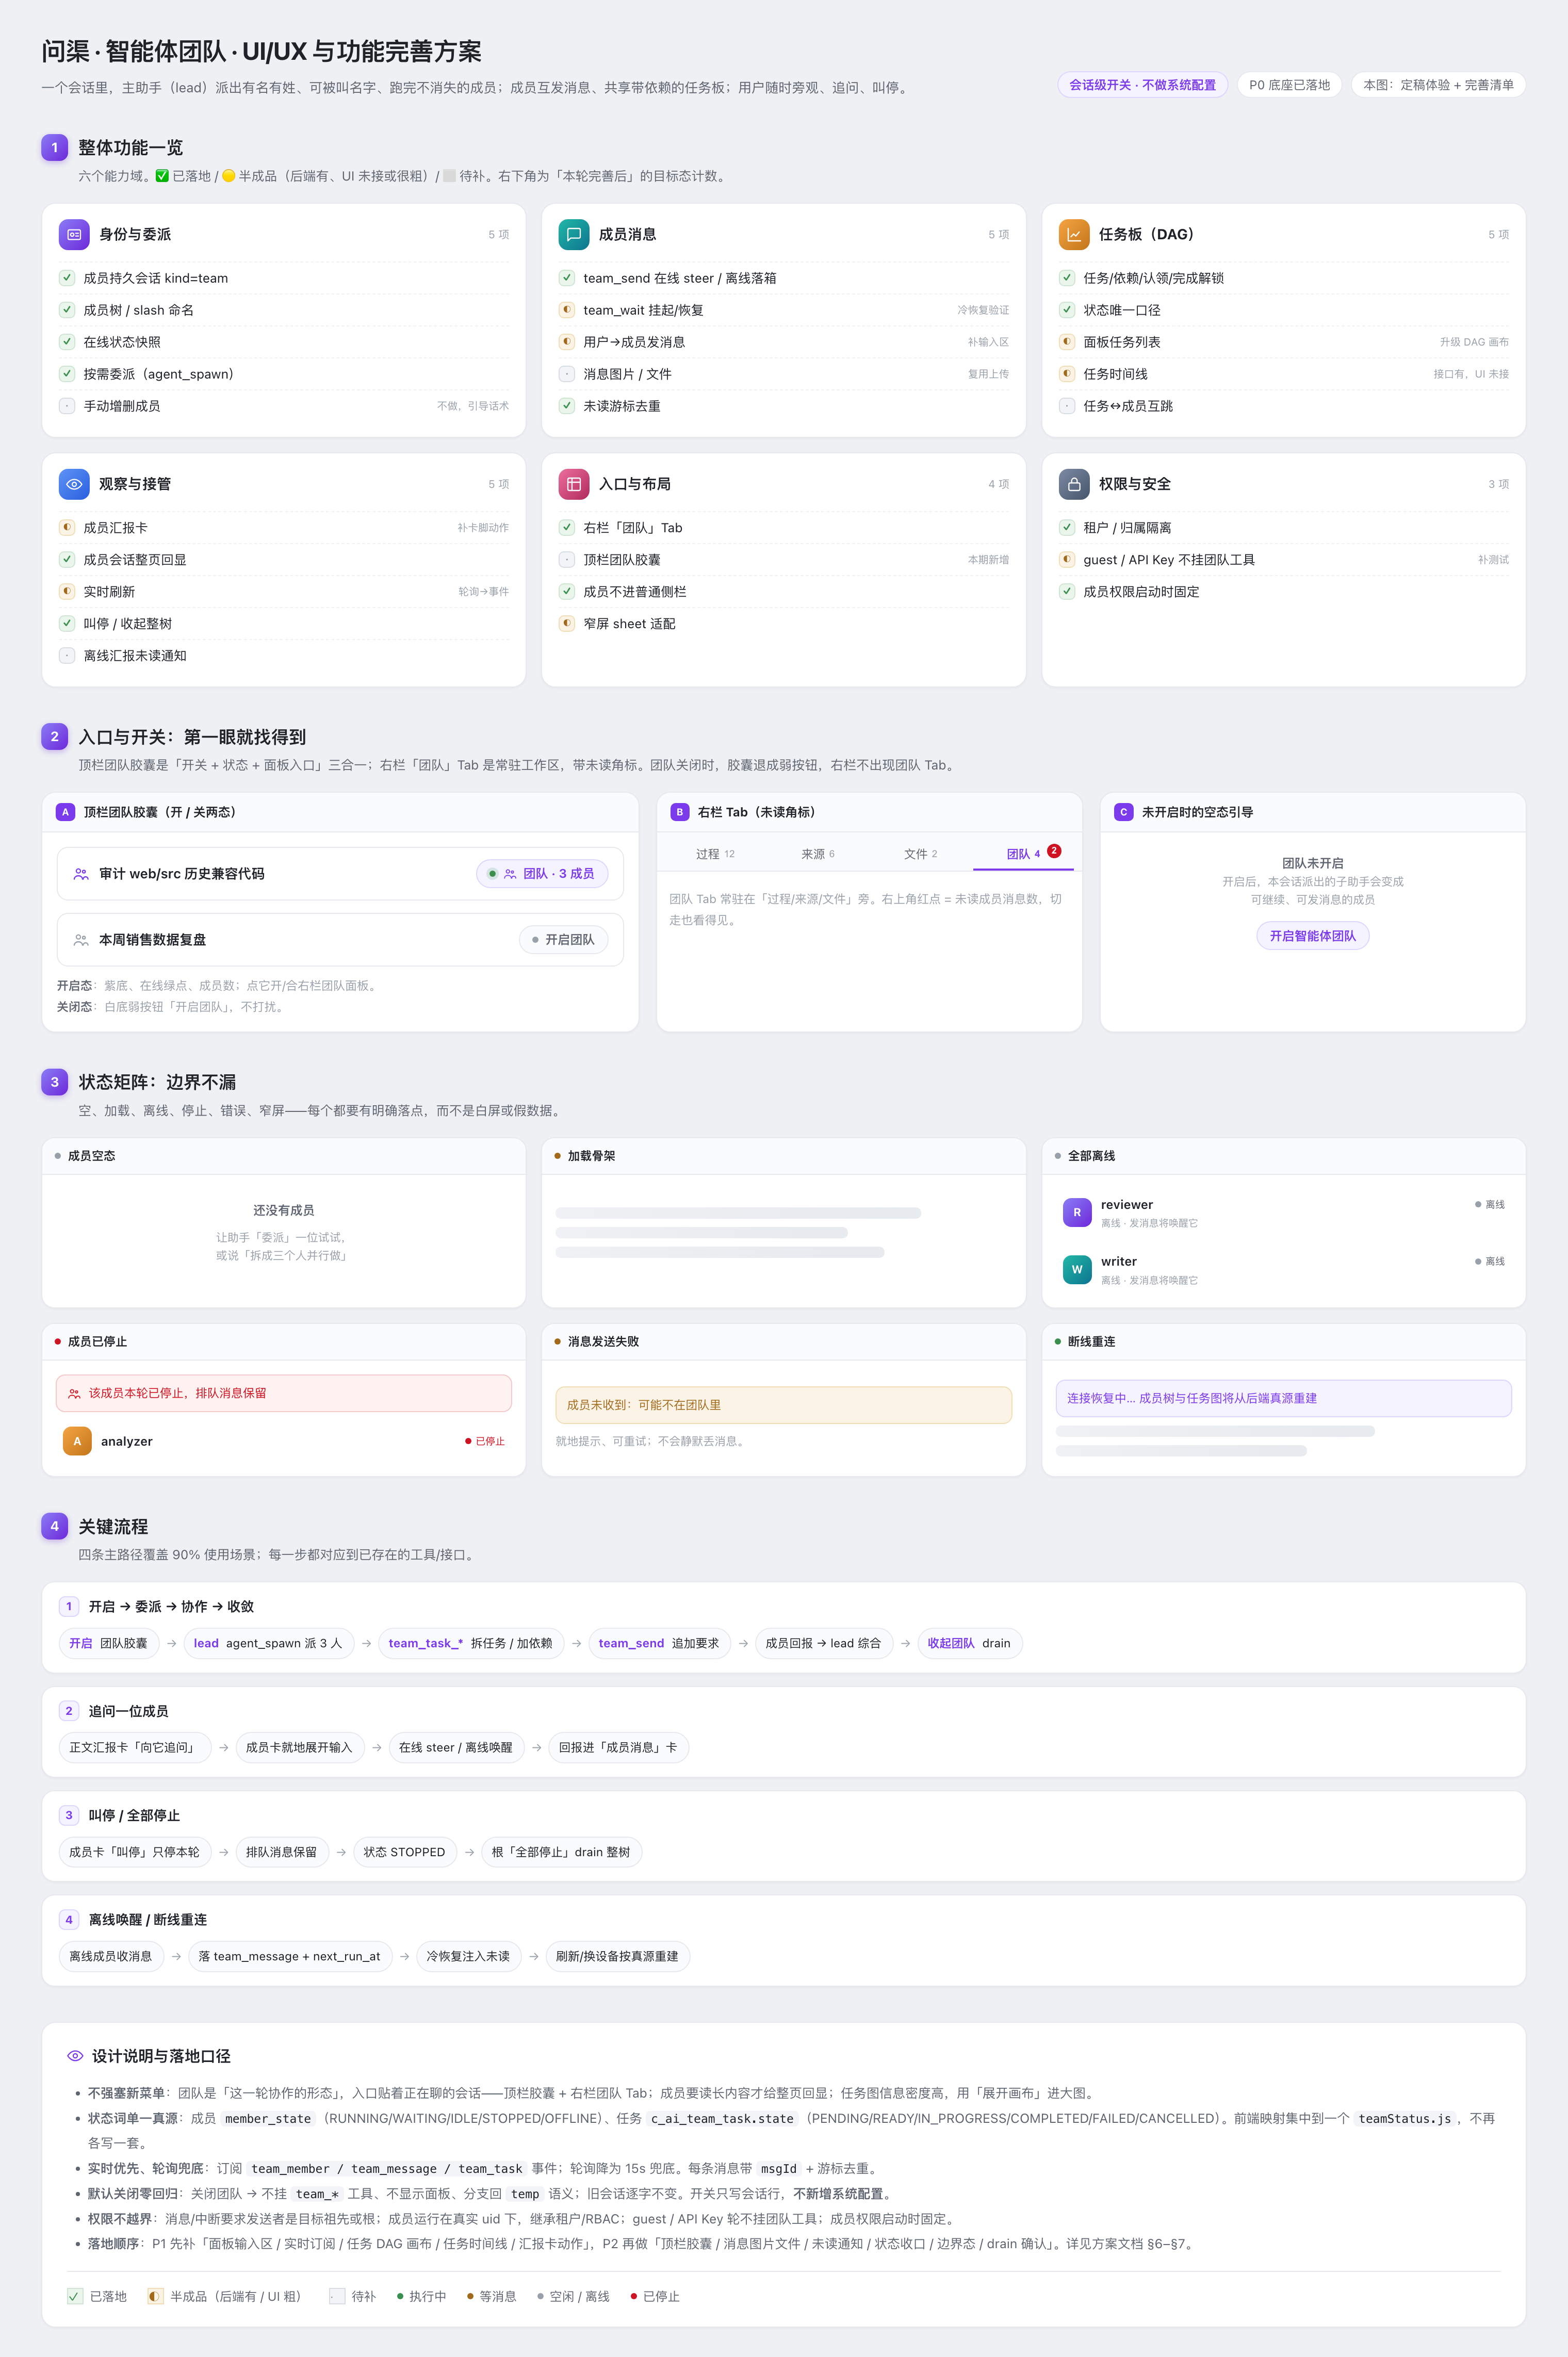 问渠 · 智能体团队 · UI/UX 与功能完善方案
一个会话里，主助手（lead）派出有名有姓、可被叫名字、跑完不消失的成员；成员互发消息、共享带依赖的任务板；用户随时旁观、追问、叫停。
会话级开关 · 不做系统配置
P0 底座已落地
本图：定稿体验 + 完善清单
1 整体功能一览
六个能力域。✅ 已落地 / 🟡 半成品（后端有、UI 未接或很粗）/ ⬜ 待补。右下角为「本轮完善后」的目标态计数。
身份与委派 5 项
成员持久会话 kind=team
成员树 / slash 命名
在线状态快照
按需委派（agent_spawn）
手动增删成员 不做，引导话术
成员消息 5 项
team_send 在线 steer / 离线落箱
team_wait 挂起/恢复 冷恢复验证
用户→成员发消息 补输入区
消息图片 / 文件 复用上传
未读游标去重
任务板（DAG） 5 项
任务/依赖/认领/完成解锁
状态唯一口径
面板任务列表 升级 DAG 画布
任务时间线 接口有，UI 未接
任务↔成员互跳
观察与接管 5 项
成员汇报卡 补卡脚动作
成员会话整页回显
实时刷新 轮询→事件
叫停 / 收起整树
离线汇报未读通知
入口与布局 4 项
右栏「团队」Tab
顶栏团队胶囊 本期新增
成员不进普通侧栏
窄屏 sheet 适配
权限与安全 3 项
租户 / 归属隔离
guest / API Key 不挂团队工具 补测试
成员权限启动时固定
2 入口与开关：第一眼就找得到
顶栏团队胶囊是「开关 + 状态 + 面板入口」三合一；右栏「团队」Tab 是常驻工作区，带未读角标。团队关闭时，胶囊退成弱按钮，右栏不出现团队 Tab。
A 顶栏团队胶囊（开 / 关两态）
审计 web/src 历史兼容代码 团队 · 3 成员
本周销售数据复盘 开启团队
开启态：紫底、在线绿点、成员数；点它开/合右栏团队面板。
关闭态：白底弱按钮「开启团队」，不打扰。
B 右栏 Tab（未读角标）
过程 12 来源 6 文件 2 团队 4 2
团队 Tab 常驻在「过程/来源/文件」旁。右上角红点 = 未读成员消息数，切
走也看得见。
C 未开启时的空态引导
团队未开启
开启后，本会话派出的子助手会变成
可继续、可发消息的成员
开启智能体团队
3 状态矩阵：边界不漏
空、加载、离线、停止、错误、窄屏——每个都要有明确落点，而不是白屏或假数据。
成员空态
还没有成员
让助手「委派」一位试试，
或说「拆成三个人并行做」
加载骨架
全部离线
R reviewer 离线
离线 · 发消息将唤醒它
W writer 离线
离线 · 发消息将唤醒它
成员已停止
该成员本轮已停止，排队消息保留
A analyzer 已停止
消息发送失败
成员未收到：可能不在团队里
就地提示、可重试；不会静默丢消息。
断线重连
连接恢复中... 成员树与任务图将从后端真源重建
4 关键流程
四条主路径覆盖 90% 使用场景；每一步都对应到已存在的工具/接口。
1 开启 → 委派 → 协作 → 收敛
开启 团队胶囊 → lead agent_spawn 派 3 人 → team_task_* 拆任务 / 加依赖 → team_send 追加要求 → 成员回报 → lead 综合 → 收起团队 drain
2 追问一位成员
正文汇报卡「向它追问」 → 成员卡就地展开输入 → 在线 steer / 离线唤醒 → 回报进「成员消息」卡
3 叫停 / 全部停止
成员卡「叫停」只停本轮 → 排队消息保留 → 状态 STOPPED → 根「全部停止」drain 整树
4 离线唤醒 / 断线重连
离线成员收消息 → 落 team_message + next_run_at → 冷恢复注入未读 → 刷新/换设备按真源重建
设计说明与落地口径
• 不强塞新菜单：团队是「这一轮协作的形态」，入口贴着正在聊的会话——顶栏胶囊 + 右栏团队 Tab；成员要读长内容才给整页回显；任务图信息密度高，用「展开画布」进大图。
• 状态词单一真源：成员 member_state（RUNNING/WAITING/IDLE/STOPPED/OFFLINE）、任务 c_ai_team_task.state（PENDING/READY/IN_PROGRESS/COMPLETED/FAILED/CANCELLED）。前端映射集中到一个 teamStatus.js，不再
各写一套。
• 实时优先、轮询兜底：订阅 team_member / team_message / team_task 事件；轮询降为 15s 兜底。每条消息带 msgId + 游标去重。
• 默认关闭零回归：关闭团队 → 不挂 team_* 工具、不显示面板、分支回 temp 语义；旧会话逐字不变。开关只写会话行，不新增系统配置。
• 权限不越界：消息/中断要求发送者是目标祖先或根；成员运行在真实 uid 下，继承租户/RBAC；guest / API Key 轮不挂团队工具；成员权限启动时固定。
• 落地顺序：P1 先补「面板输入区 / 实时订阅 / 任务 DAG 画布 / 任务时间线 / 汇报卡动作」，P2 再做「顶栏胶囊 / 消息图片文件 / 未读通知 / 状态收口 / 边界态 / drain 确认」。详见方案文档 §6–§7。
已落地 半成品（后端有 / UI 粗） 待补 执行中 等消息 空闲 / 离线 已停止